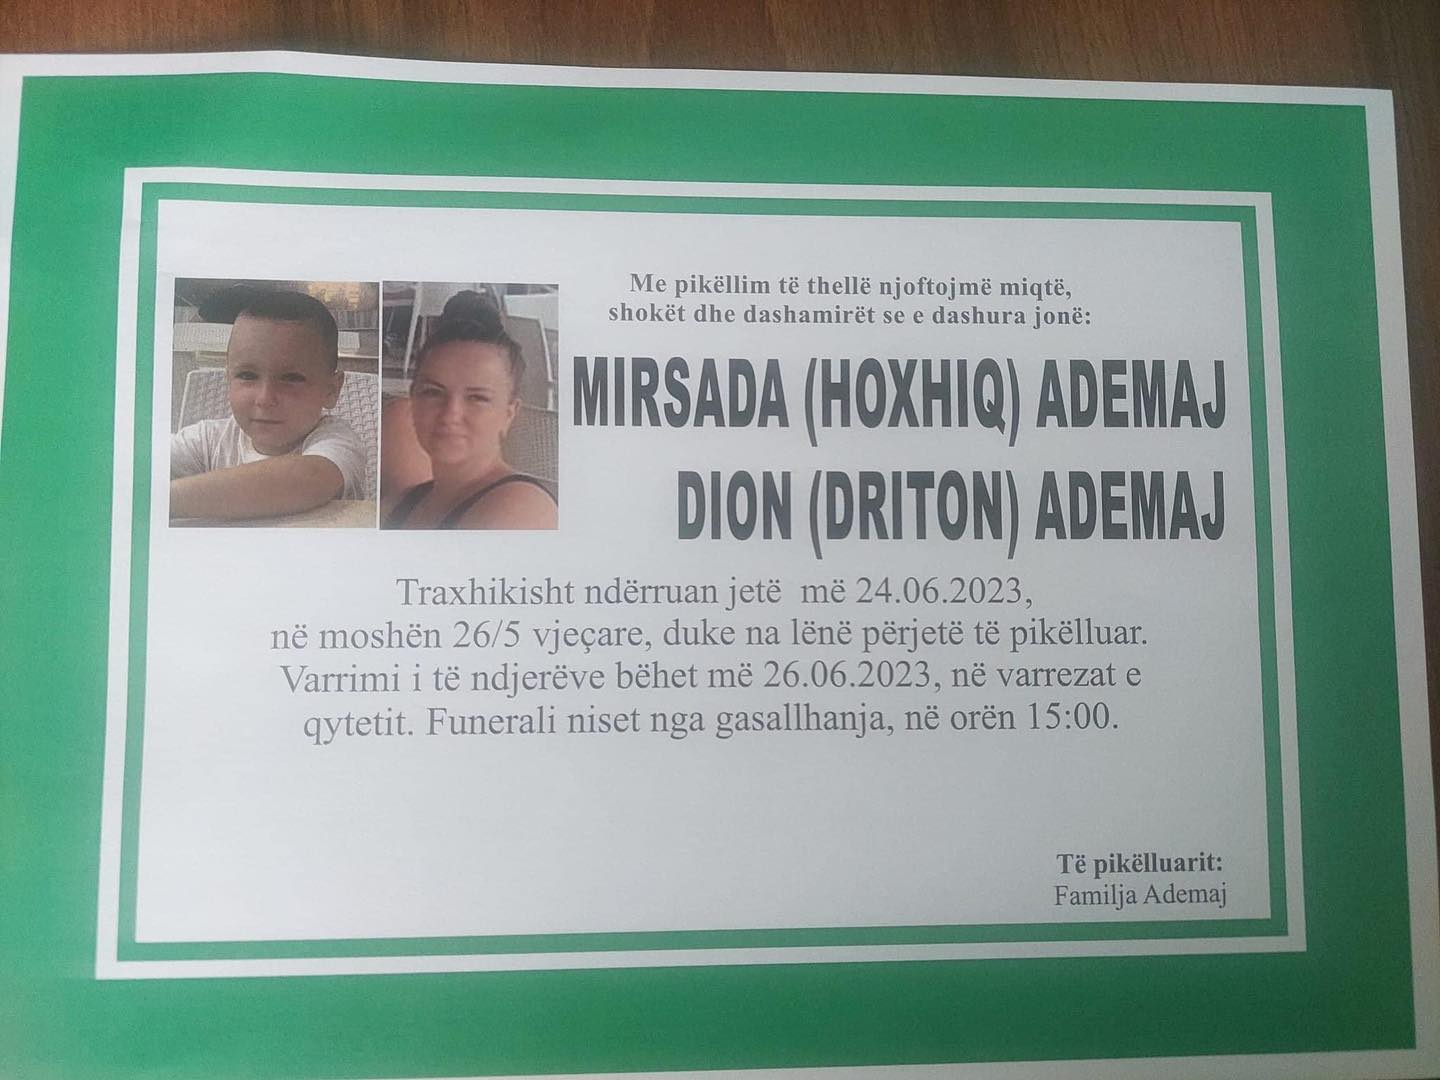 Me pikëllim të thellë njoftojmë miqtë,
shokët dhe dashamirët se e dashura jonë:
MIRSADA (HOXHIQ) ADEMAJ
DION (DRITON) ADEMAJ
Traxhikisht ndërruan jetë më 24.06.2023,
në moshën 26/5 vjeçare, duke na lënë përjetë të pikëlluar.
Varrimi i të ndjerëve bëhet më 26.06.2023, në varrezat e
qytetit. Funerali niset nga gasallhanja, në orën 15:00.
Të pikëlluarit:
Familja Ademaj